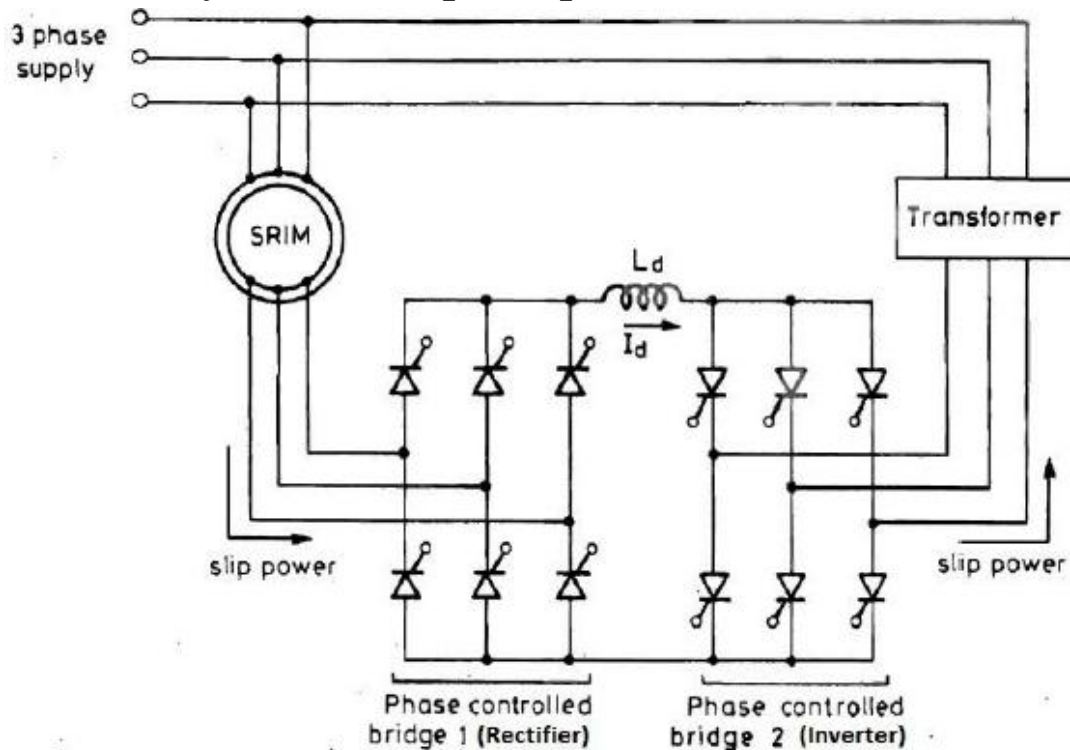 3 phase
supply
SRIM
Transformer
Ld
Id
slip power
slip power
Phase controlled
bridge 1 (Rectifier)
Phase controlled
bridge 2 (Inverter)